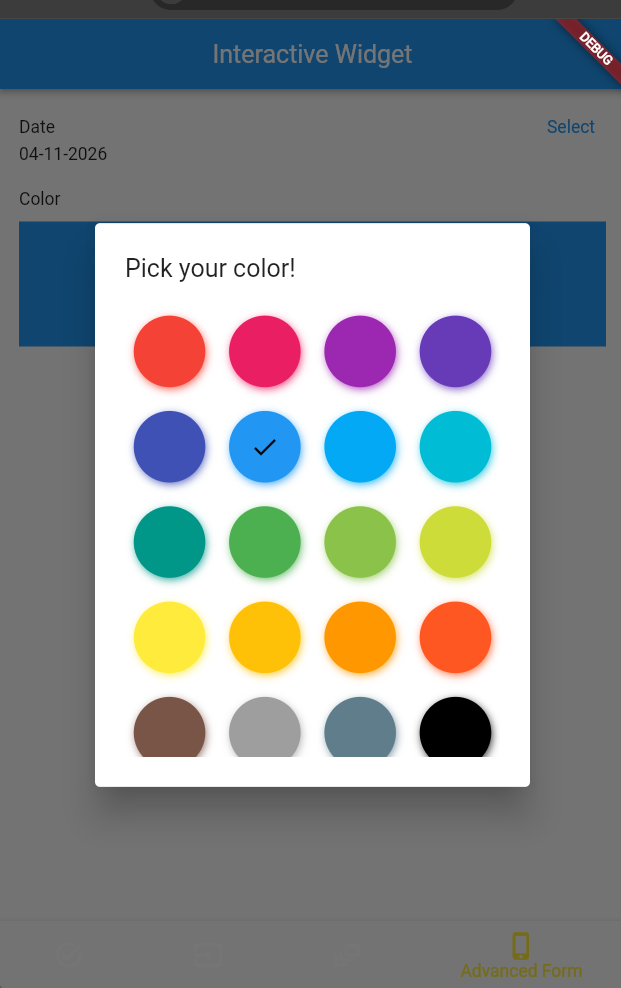 Interactive Widget
DEBUG
Date
Select
04-11-2026
Color
Pick your color!
Advanced Form